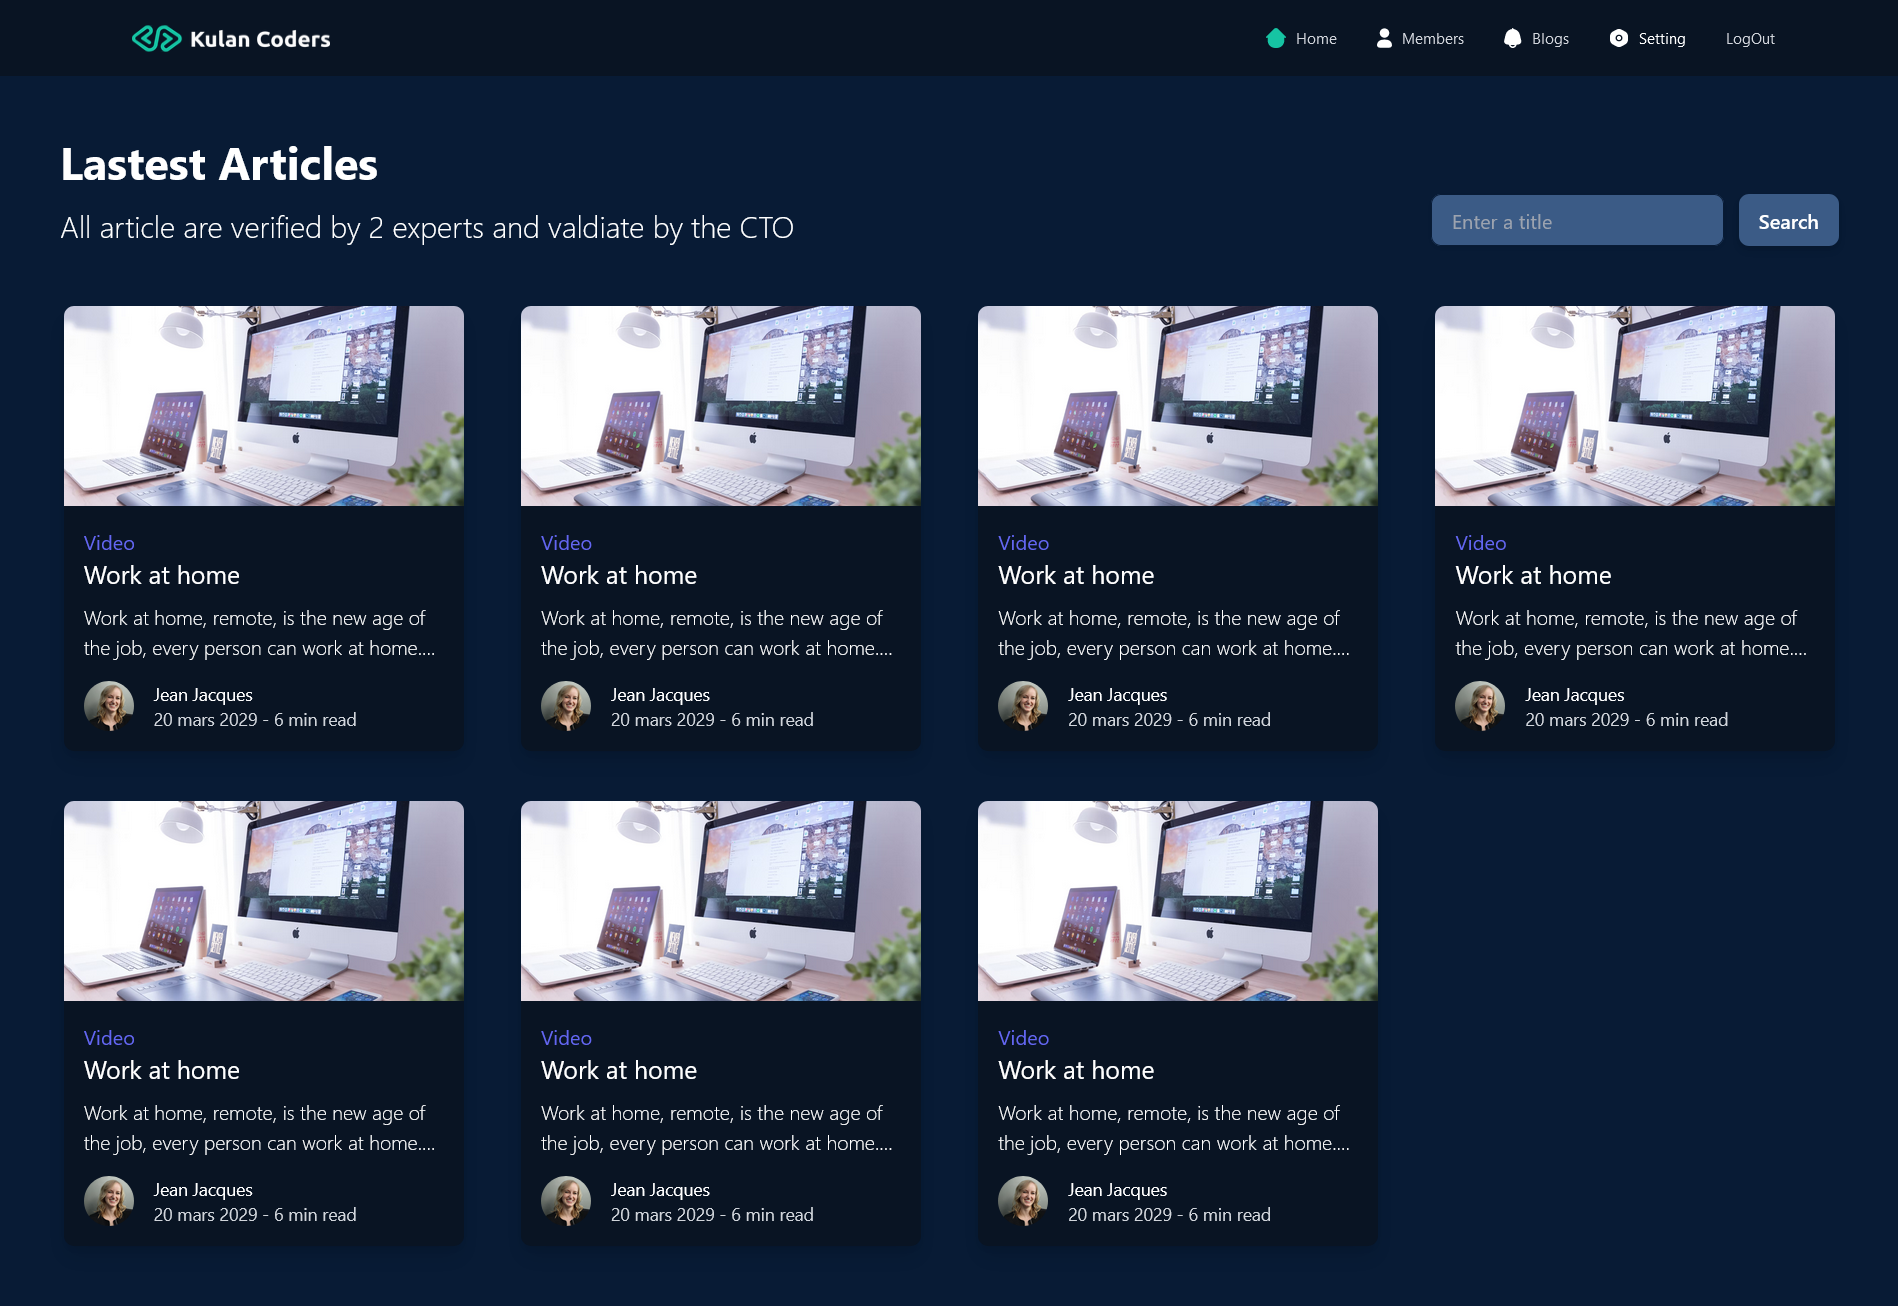 Kulan Coders
Home
Members
Blogs
Setting
LogOut
Lastest Articles
All article are verified by 2 experts and valdiate by the CTO
Enter a title
Search
Video
Work at home
Work at home, remote, is the new age of
the job, every person can work at home....
Jean Jacques
20 mars 2029 - 6 min read
Video
Work at home
Work at home, remote, is the new age of
the job, every person can work at home....
Jean Jacques
20 mars 2029 - 6 min read
Video
Work at home
Work at home, remote, is the new age of
the job, every person can work at home....
Jean Jacques
20 mars 2029 - 6 min read
Video
Work at home
Work at home, remote, is the new age of
the job, every person can work at home....
Jean Jacques
20 mars 2029 - 6 min read
Video
Work at home
Work at home, remote, is the new age of
the job, every person can work at home....
Jean Jacques
20 mars 2029 - 6 min read
Video
Work at home
Work at home, remote, is the new age of
the job, every person can work at home....
Jean Jacques
20 mars 2029 - 6 min read
Video
Work at home
Work at home, remote, is the new age of
the job, every person can work at home....
Jean Jacques
20 mars 2029 - 6 min read